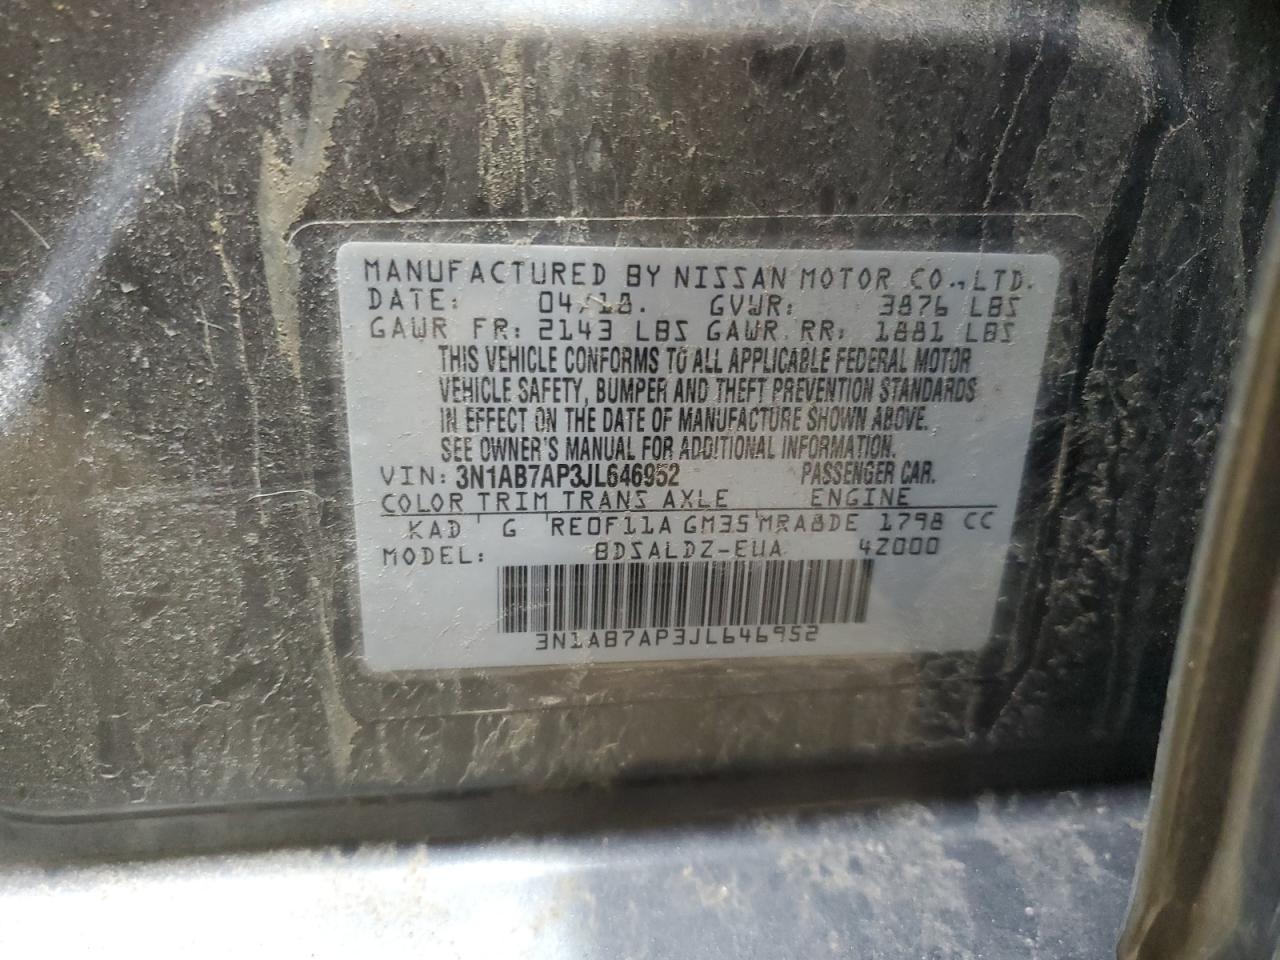 MANUFACTURED BY NISSAN MOTOR CO., LTD.
DATE: 04/18. GVWR: 3876 LBS
GAWR FR: 2143 LBS GAWR RR: 1881 LBS
THIS VEHICLE CONFORMS TO ALL APPLICABLE FEDERAL MOTOR
VEHICLE SAFETY, BUMPER AND THEFT PREVENTION STANDARDS
IN EFFECT ON THE DATE OF MANUFACTURE SHOWN ABOVE.
SEE OWNER'S MANUAL FOR ADDITIONAL INFORMATION.
VIN: 3N1AB7AP3JL646952 PASSENGER CAR.
COLOR TRIM TRANS AXLE ENGINE
KAD G RE0F11A GM35 MRA8DE 1798 CC
MODEL: BDSALDZ-EUA 4Z000
3N1AB7AP3JL646952